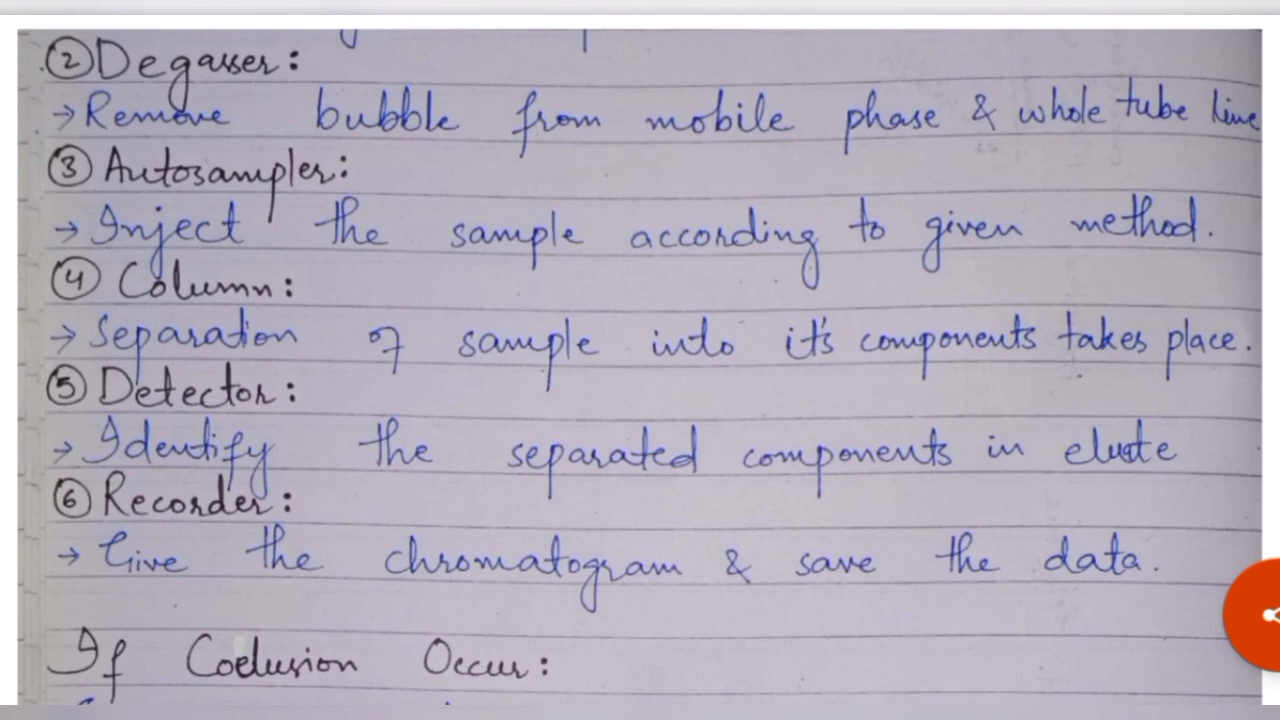 ② Degasser:
→ Remove bubble from mobile phase & whole tube line
③ Autosampler:
→ Inject the sample according to given method.
④ Column:
→ Separation of sample into it's components takes place.
⑤ Detector:
→ Identify the separated components in eluate
⑥ Recorder:
→ Give the chromatogram & save the data.
If Coelusion Occur: